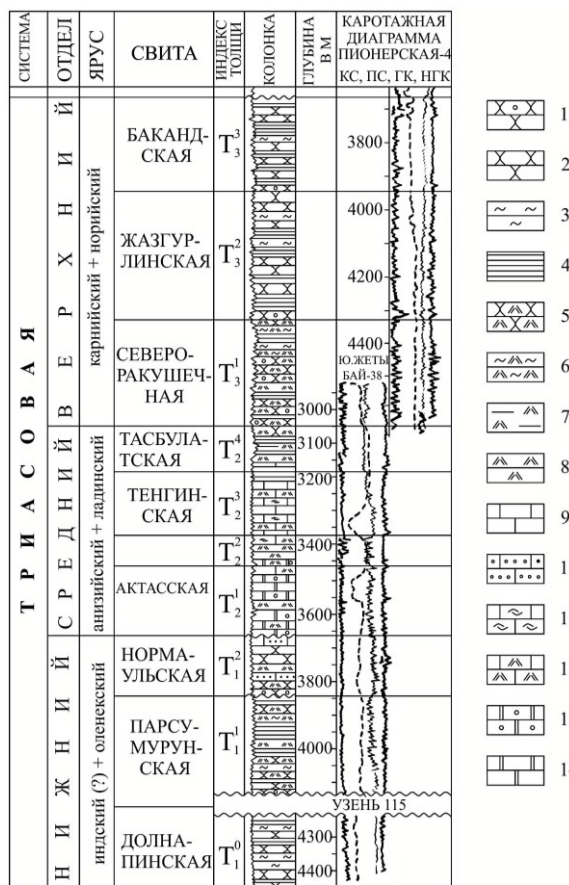 СИСТЕМА
ОТДЕЛ
ЯРУС
СВИТА
ИНДЕКС
ТОЛЩИ
КОЛОНКА
ГЛУБИНА
В М
КАРОТАЖНАЯ
ДИАГРАММА
ПИОНЕРСКАЯ-4
КС, ПС, ГК, НГК
ТРИАСОВАЯ
ВЕРХНИЙ
карнийский + норийский
БАКАНД-
СКАЯ
T₃³
3800
ЖАЗГУР-
ЛИНСКАЯ
T₃²
4000
4200
СЕВЕРО-
РАКУШЕЧ-
НАЯ
T₃¹
4400
Ю.ЖЕТЫ
БАЙ-38
3000
СРЕДНИЙ
анизийский + ладинский
ТАСБУЛА-
ТСКАЯ
T₂⁴
3100
3200
ТЕНГИН-
СКАЯ
T₂³
T₂²
3400
АКТАССКАЯ
T₂¹
3600
НИЖНИЙ
индский (?) + оленекский
НОРМА-
УЛЬСКАЯ
T₁²
3800
ПАРСУ-
МУРУН-
СКАЯ
T₁¹
4000
УЗЕНЬ 115
ДОЛНА-
ПИНСКАЯ
T₁⁰
4300
4400
1
2
3
4
5
6
7
8
9